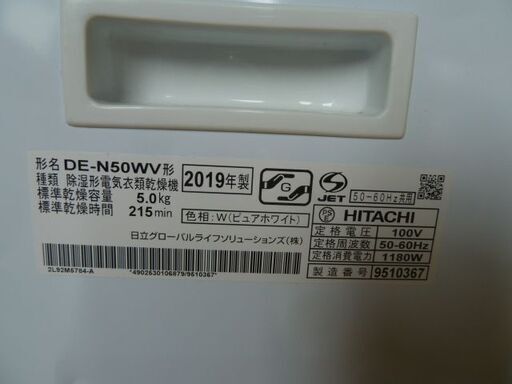 形名 DE-N50WV形
種類 除湿形電気衣類乾燥機
標準乾燥容量 5.0kg
標準乾燥時間 215min
2019年製
色相：W（ピュアホワイト）
日立グローバルライフソリューションズ（株）
2L92M5784-A
*4902530106879/9510367*
G
S
JET
50-60Hz共用
PS E
HITACHI
定格電圧 100V
定格周波数 50-60Hz
定格消費電力 1180W
製造番号 9510367